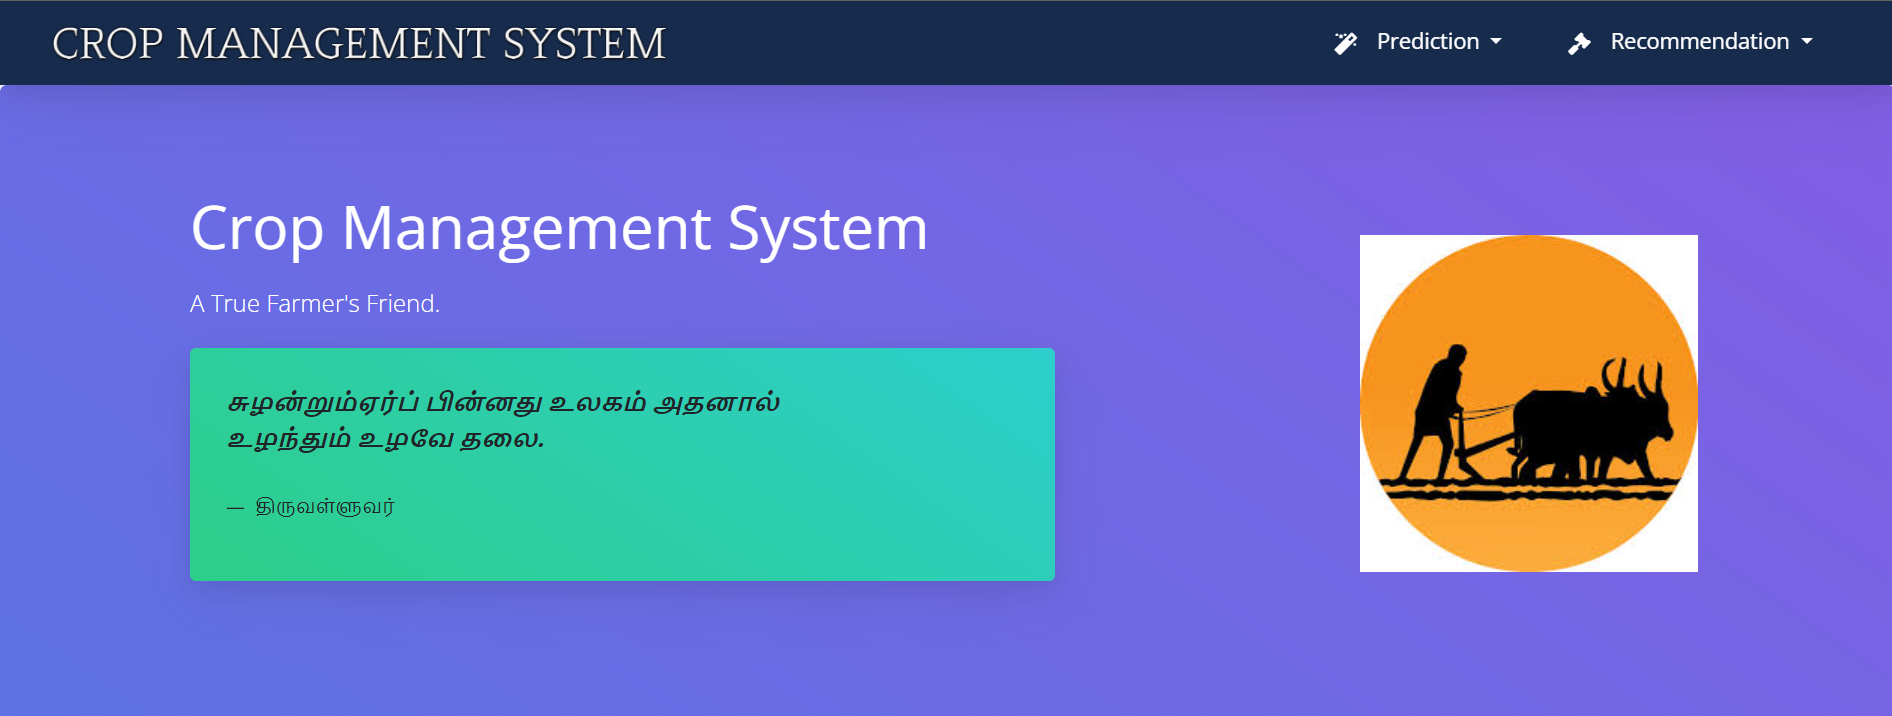 CROP MANAGEMENT SYSTEM
Prediction
Recommendation
Crop Management System
A True Farmer's Friend.
சுழன்றும்ஏர்ப் பின்னது உலகம் அதனால்
உழந்தும் உழவே தலை.
— திருவள்ளுவர்